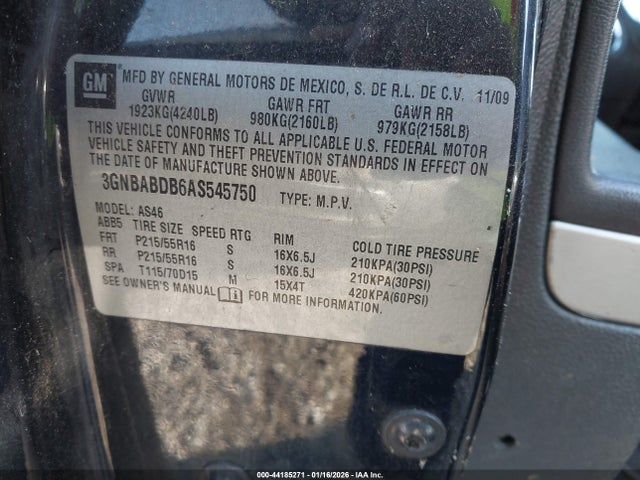 GM
MFD BY GENERAL MOTORS DE MEXICO, S. DE R.L. DE C.V. 11/09
GVWR GAWR FRT GAWR RR
1923KG(4240LB) 980KG(2160LB) 979KG(2158LB)
THIS VEHICLE CONFORMS TO ALL APPLICABLE U.S. FEDERAL MOTOR
VEHICLE SAFETY AND THEFT PREVENTION STANDARDS IN EFFECT ON
THE DATE OF MANUFACTURE SHOWN ABOVE.
3GNBABDB6AS545750 TYPE: M.P.V.
MODEL: AS46
ABB5 TIRE SIZE SPEED RTG RIM COLD TIRE PRESSURE
FRT P215/55R16 S 16X6.5J 210KPA(30PSI)
RR P215/55R16 S 16X6.5J 210KPA(30PSI)
SPA T115/70D15 M 15X4T 420KPA(60PSI)
SEE OWNER'S MANUAL FOR MORE INFORMATION.
000-44185271 - 01/16/2026 - IAA Inc.